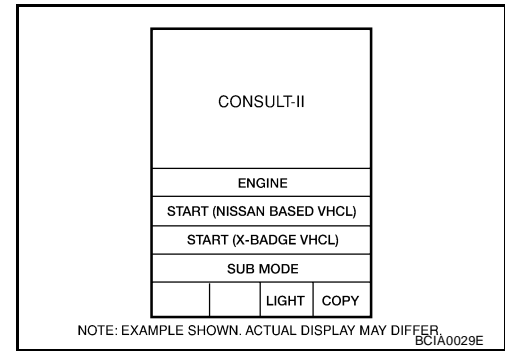 CONSULT-II
ENGINE
START (NISSAN BASED VHCL)
START (X-BADGE VHCL)
SUB MODE
LIGHT COPY
NOTE: EXAMPLE SHOWN. ACTUAL DISPLAY MAY DIFFER.
BCIA0029E